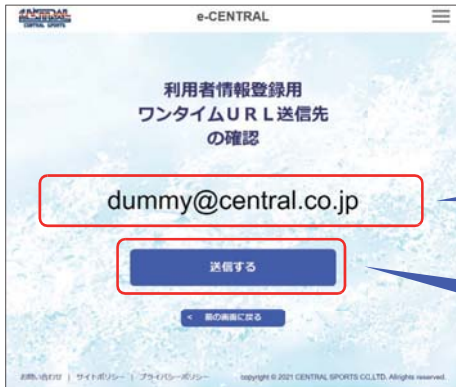 CENTRAL SPORTS
e-CENTRAL
利用者情報登録用
ワンタイムURL送信先
の確認
dummy@central.co.jp
送信する
< 前の画面に戻る
お問い合わせ | サイトポリシー | プライバシーポリシー copyright © 2021 CENTRAL SPORTS CO.,LTD. Allrights reserved.